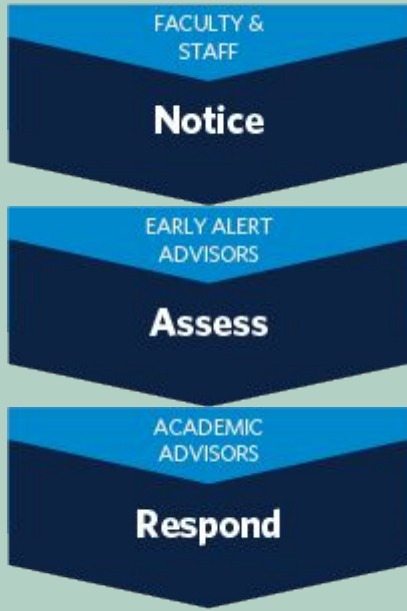 FACULTY &
STAFF
Notice
EARLY ALERT
ADVISORS
Assess
ACADEMIC
ADVISORS
Respond